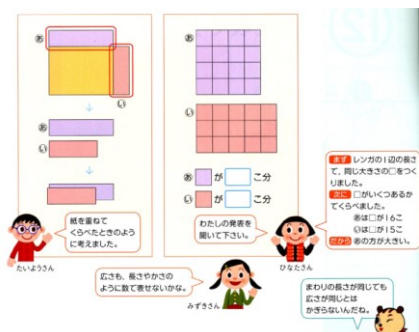 ⑫
あ
い
あ
い
紙を重ねて
くらべたときのよう
に考えました。
たいようさん
あ
い
あ □が □ こ分
い □が □ こ分
わたしの発表を
聞いて下さい。
ひなたさん
広さも、長さやかさの
ように数で表せないかな。
みずきさん
まず レンガの1辺の長さ
で、同じ大きさの□をつく
りました。
次に □がいくつあるか
でくらべました。
あは□が16こ
いは□が15こ
だから あの方が大きい。
まわりの長さが同じでも
広さが同じとは
かぎらないんだね。